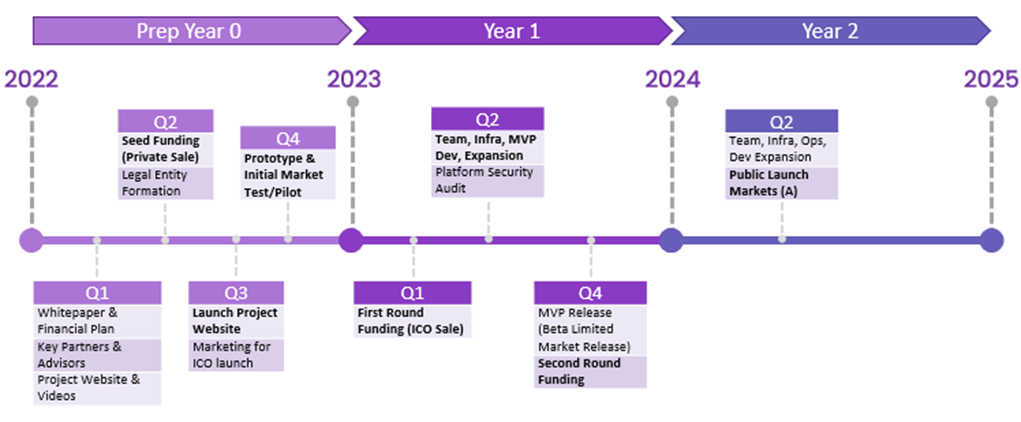 Prep Year 0
Year 1
Year 2
2022
2023
2024
2025
Q2
Seed Funding
(Private Sale)
Legal Entity
Formation
Q4
Prototype &
Initial Market
Test/Pilot
Q2
Team, Infra, MVP
Dev, Expansion
Platform Security
Audit
Q2
Team, Infra, Ops,
Dev Expansion
Public Launch
Markets (A)
Q1
Whitepaper &
Financial Plan
Key Partners &
Advisors
Project Website &
Videos
Q3
Launch Project
Website
Marketing for
ICO launch
Q1
First Round
Funding (ICO Sale)
Q4
MVP Release
(Beta Limited
Market Release)
Second Round
Funding